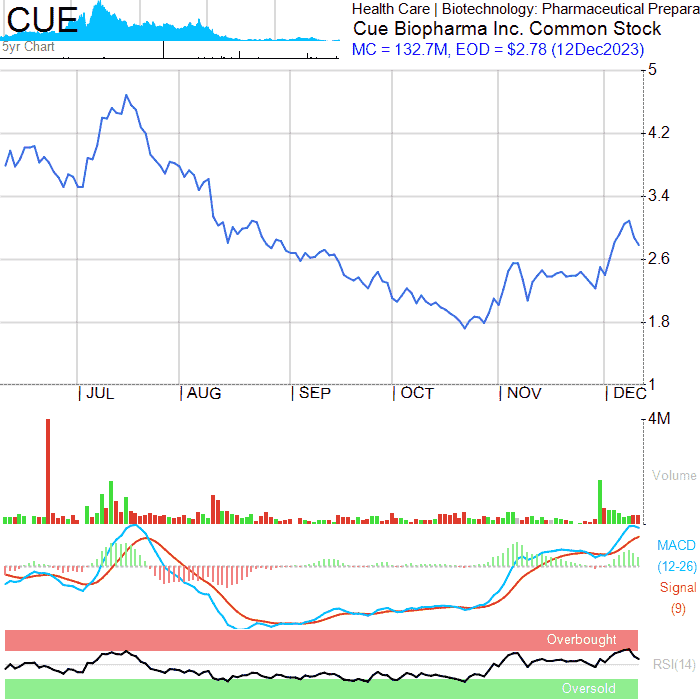 CUE
5yr Chart
Health Care | Biotechnology: Pharmaceutical Prepara
Cue Biopharma Inc. Common Stock
MC = 132.7M, EOD = $2.78 (12Dec2023)
5
4.2
3.4
2.6
1.8
1
JUL AUG SEP OCT NOV DEC
4M
Volume
MACD
(12-26)
Signal
(9)
Overbought
RSI(14)
Oversold